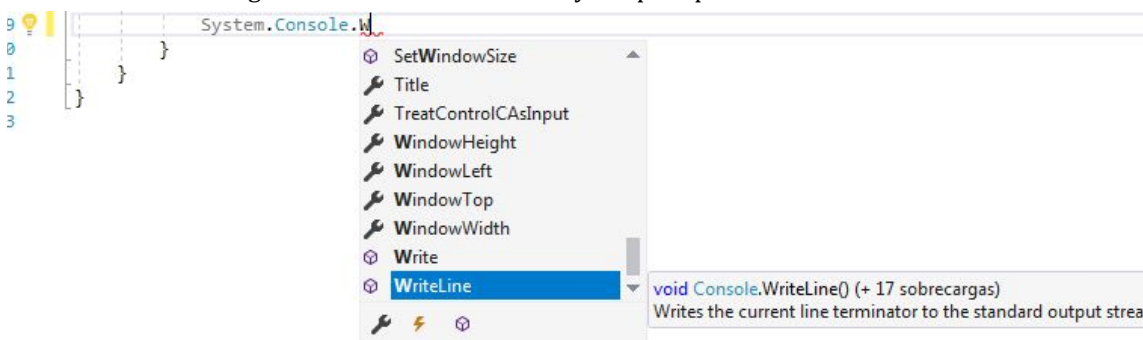 9 System.Console.W
0 }
1 }
2 }
3
SetWindowSize
Title
TreatControlCAsInput
WindowHeight
WindowLeft
WindowTop
WindowWidth
Write
WriteLine
void Console.WriteLine() (+ 17 sobrecargas)
Writes the current line terminator to the standard output strea